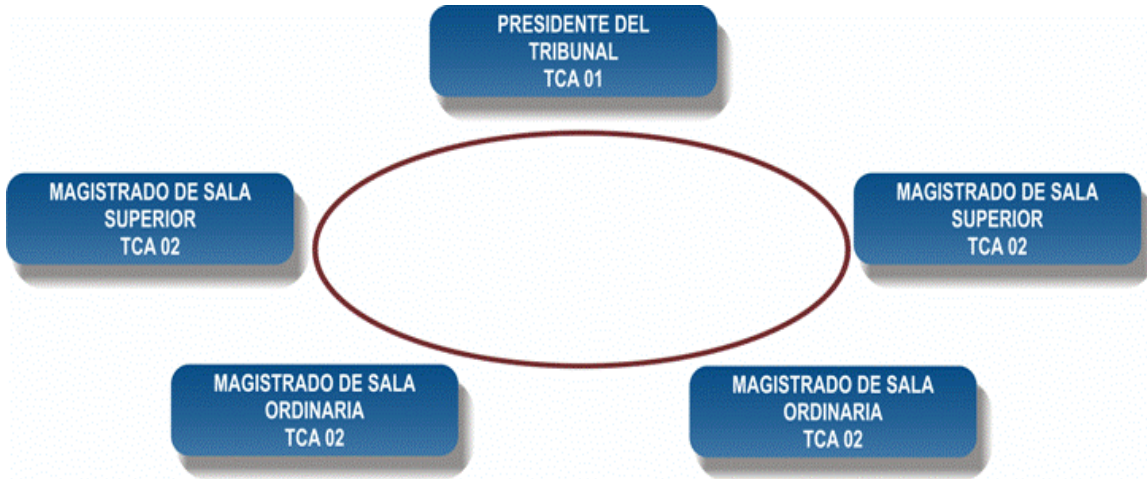 PRESIDENTE DEL
TRIBUNAL
TCA 01
MAGISTRADO DE SALA
SUPERIOR
TCA 02
MAGISTRADO DE SALA
SUPERIOR
TCA 02
MAGISTRADO DE SALA
ORDINARIA
TCA 02
MAGISTRADO DE SALA
ORDINARIA
TCA 02